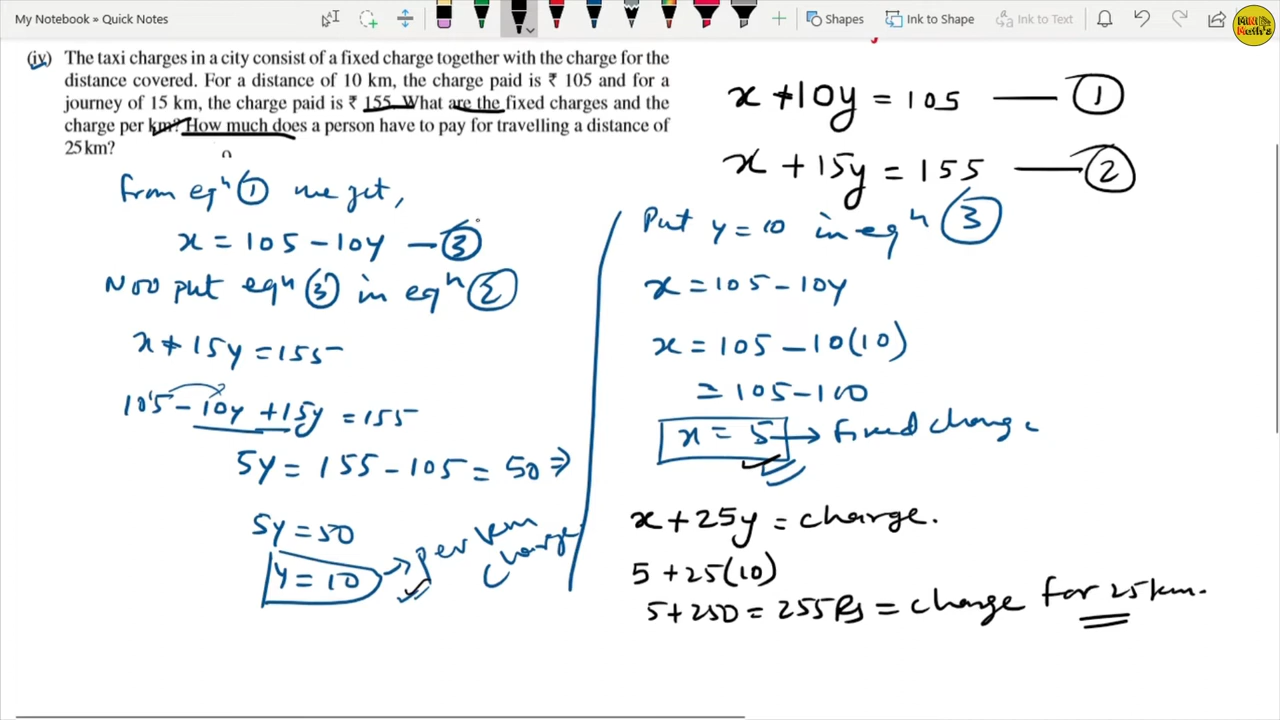 My Notebook » Quick Notes
Shapes
Ink to Shape
Ink to Text
MiNi Math's
(iv) The taxi charges in a city consist of a fixed charge together with the charge for the
distance covered. For a distance of 10 km, the charge paid is ₹ 105 and for a
journey of 15 km, the charge paid is ₹ 155. What are the fixed charges and the
charge per km? How much does a person have to pay for travelling a distance of
25 km?
x + 10y = 105 — ①
x + 15y = 155 — ②
from eqⁿ ① we get,
x = 105 - 10y — ③
Now put eqⁿ ③ in eqⁿ ②
x + 15y = 155
105 - 10y + 15y = 155
5y = 155 - 105 = 50 ⇒
5y = 50
y = 10 → per km charge
Put y = 10 in eqⁿ ③
x = 105 - 10y
x = 105 - 10(10)
= 105 - 100
x = 5 → fixed charge
x + 25y = charge.
5 + 25(10)
5 + 250 = 255 Rs = charge for 25 km.